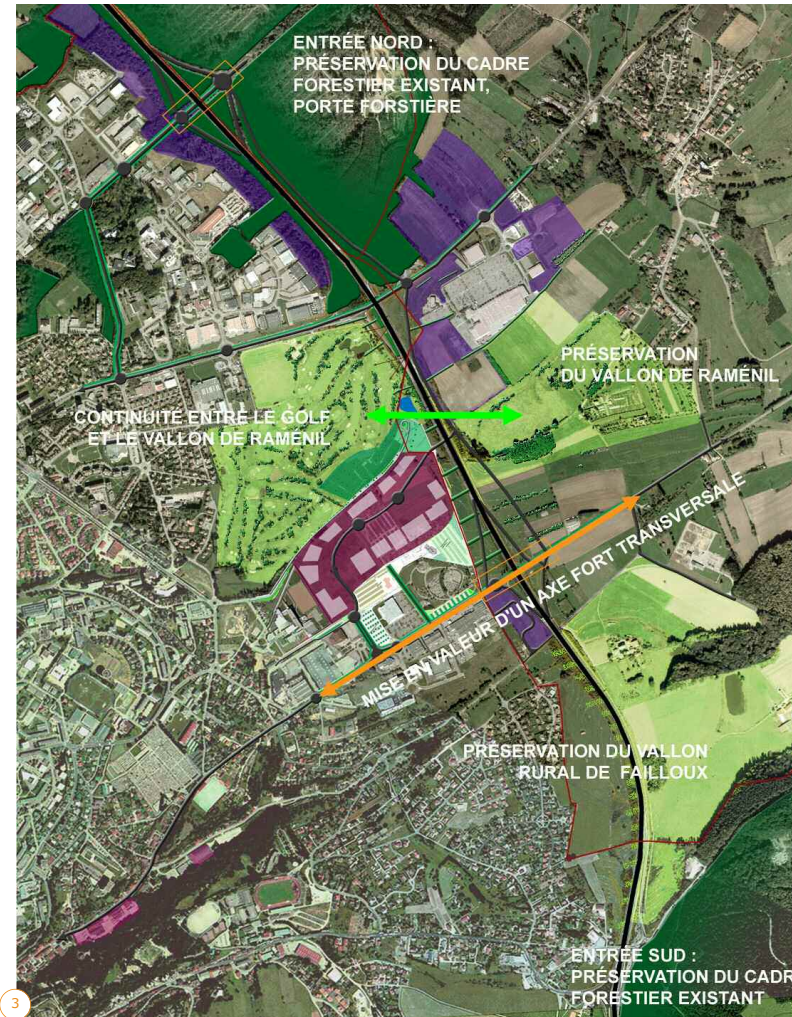 ENTRÉE NORD :
PRÉSERVATION DU CADRE
FORESTIER EXISTANT,
PORTE FORSTIÈRE
PRÉSERVATION
DU VALLON DE RAMÉNIL
CONTINUITÉ ENTRE LE GOLF
ET LE VALLON DE RAMÉNIL
MISE EN VALEUR D'UN AXE FORT TRANSVERSALE
PRÉSERVATION DU VALLON
RURAL DE FAILLOUX
ENTRÉE SUD :
PRÉSERVATION DU CADR
FORESTIER EXISTANT
3